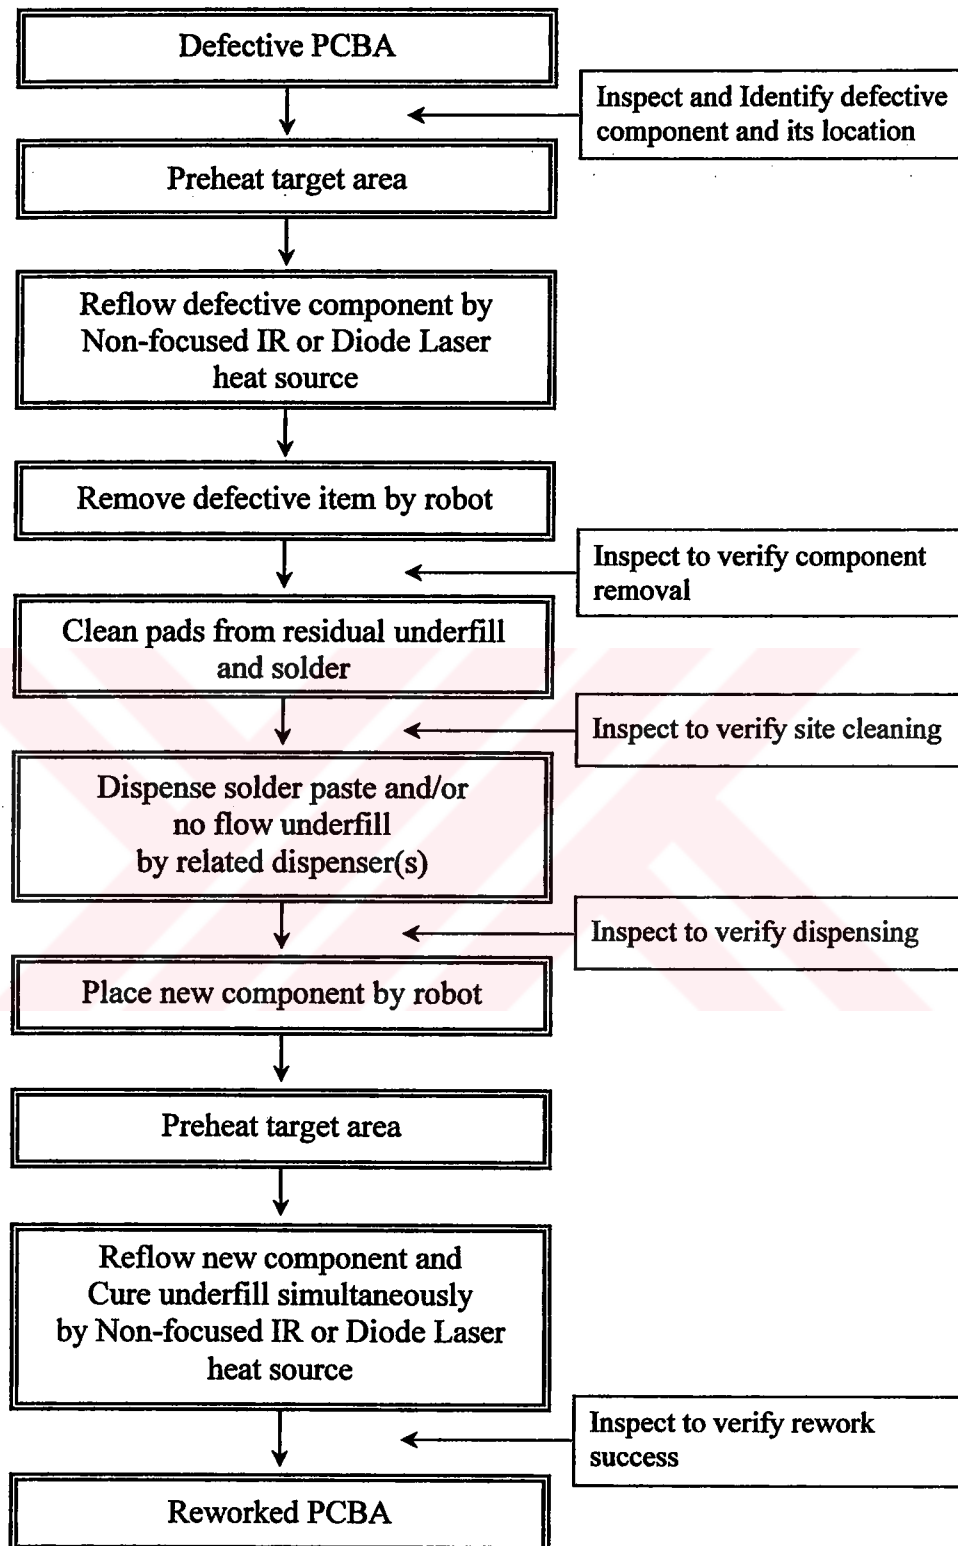 Defective PCBA
Inspect and Identify defective
component and its location
Preheat target area
Reflow defective component by
Non-focused IR or Diode Laser
heat source
Remove defective item by robot
Inspect to verify component
removal
Clean pads from residual underfill
and solder
Inspect to verify site cleaning
Dispense solder paste and/or
no flow underfill
by related dispenser(s)
Inspect to verify dispensing
Place new component by robot
Preheat target area
Reflow new component and
Cure underfill simultaneously
by Non-focused IR or Diode Laser
heat source
Inspect to verify rework
success
Reworked PCBA